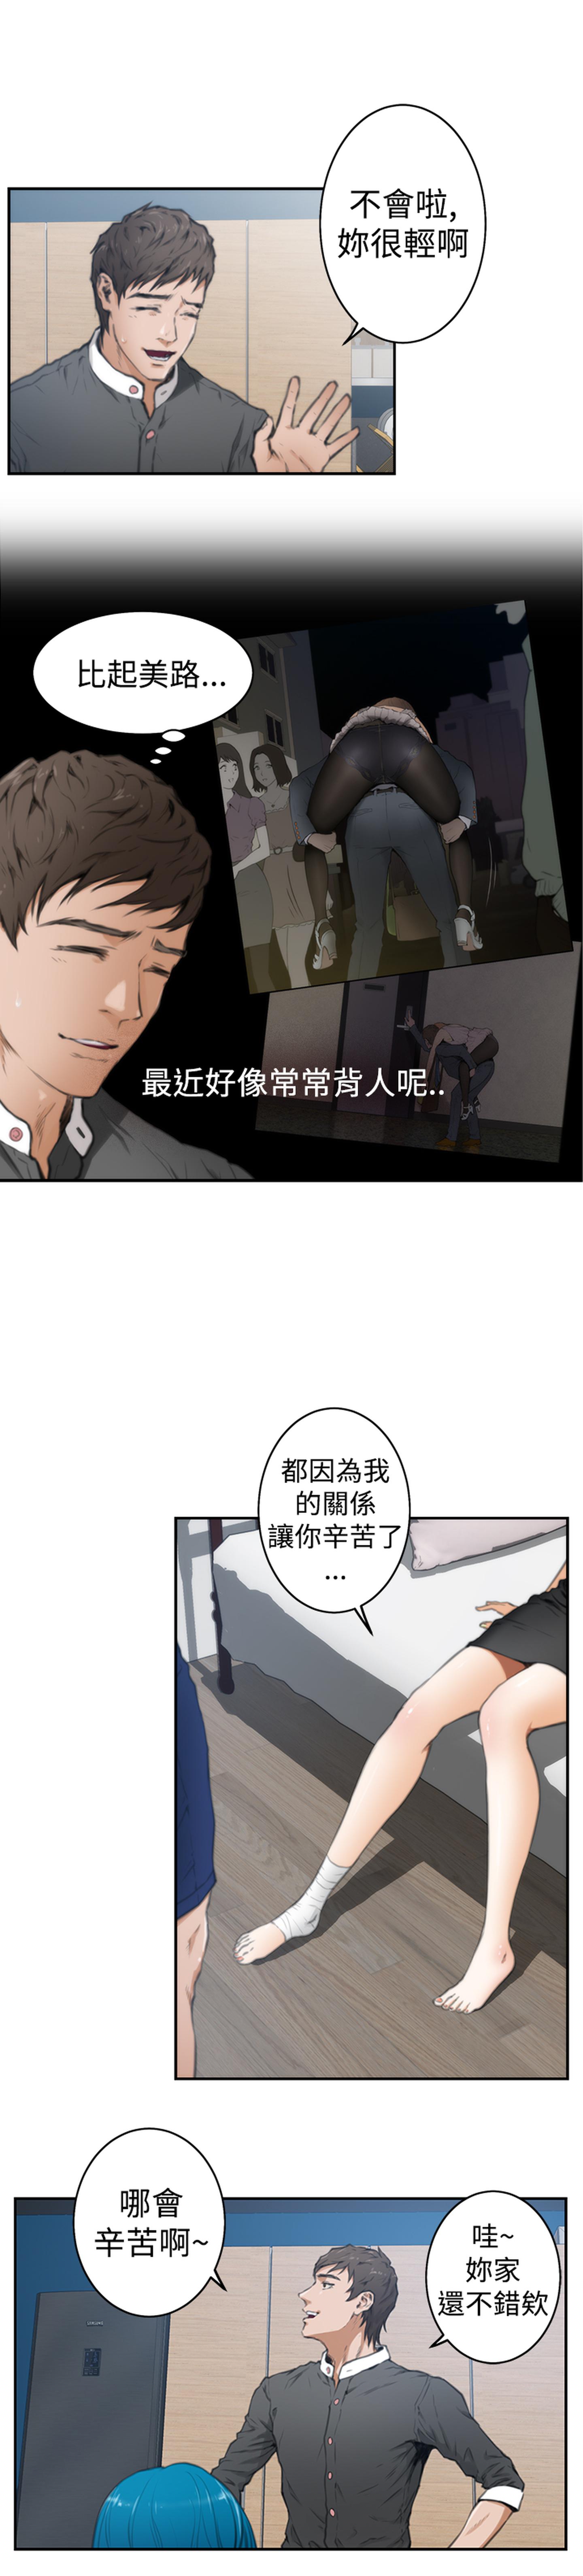 不會啦,
妳很輕啊
比起美路...
最近好像常常背人呢..
都因為我
的關係
讓你辛苦了
...
哪會
辛苦啊~
哇~
妳家
還不錯欸